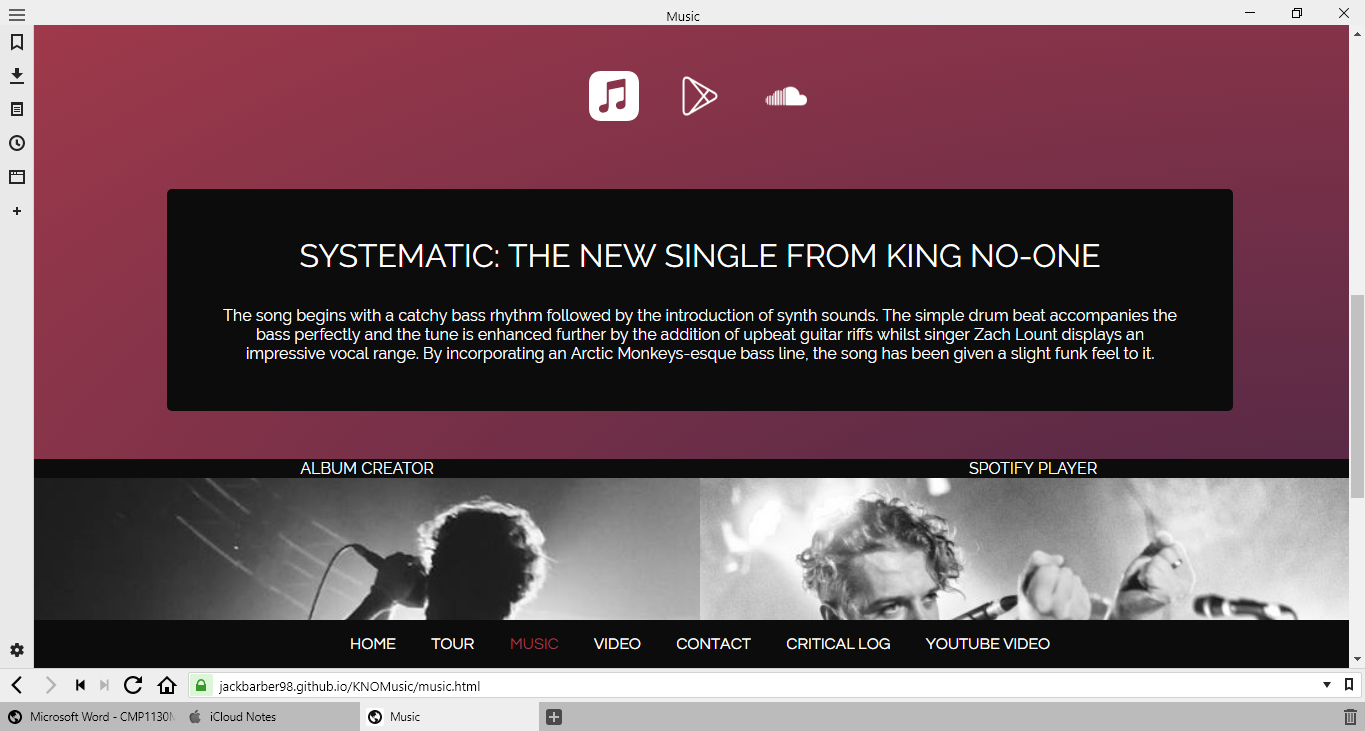 Music
SYSTEMATIC: THE NEW SINGLE FROM KING NO-ONE
The song begins with a catchy bass rhythm followed by the introduction of synth sounds. The simple drum beat accompanies the
bass perfectly and the tune is enhanced further by the addition of upbeat guitar riffs whilst singer Zach Lount displays an
impressive vocal range. By incorporating an Arctic Monkeys-esque bass line, the song has been given a slight funk feel to it.
ALBUM CREATOR
SPOTIFY PLAYER
HOME TOUR MUSIC VIDEO CONTACT CRITICAL LOG YOUTUBE VIDEO
jackbarber98.github.io/KNOMusic/music.html
Microsoft Word - CMP1130M iCloud Notes Music